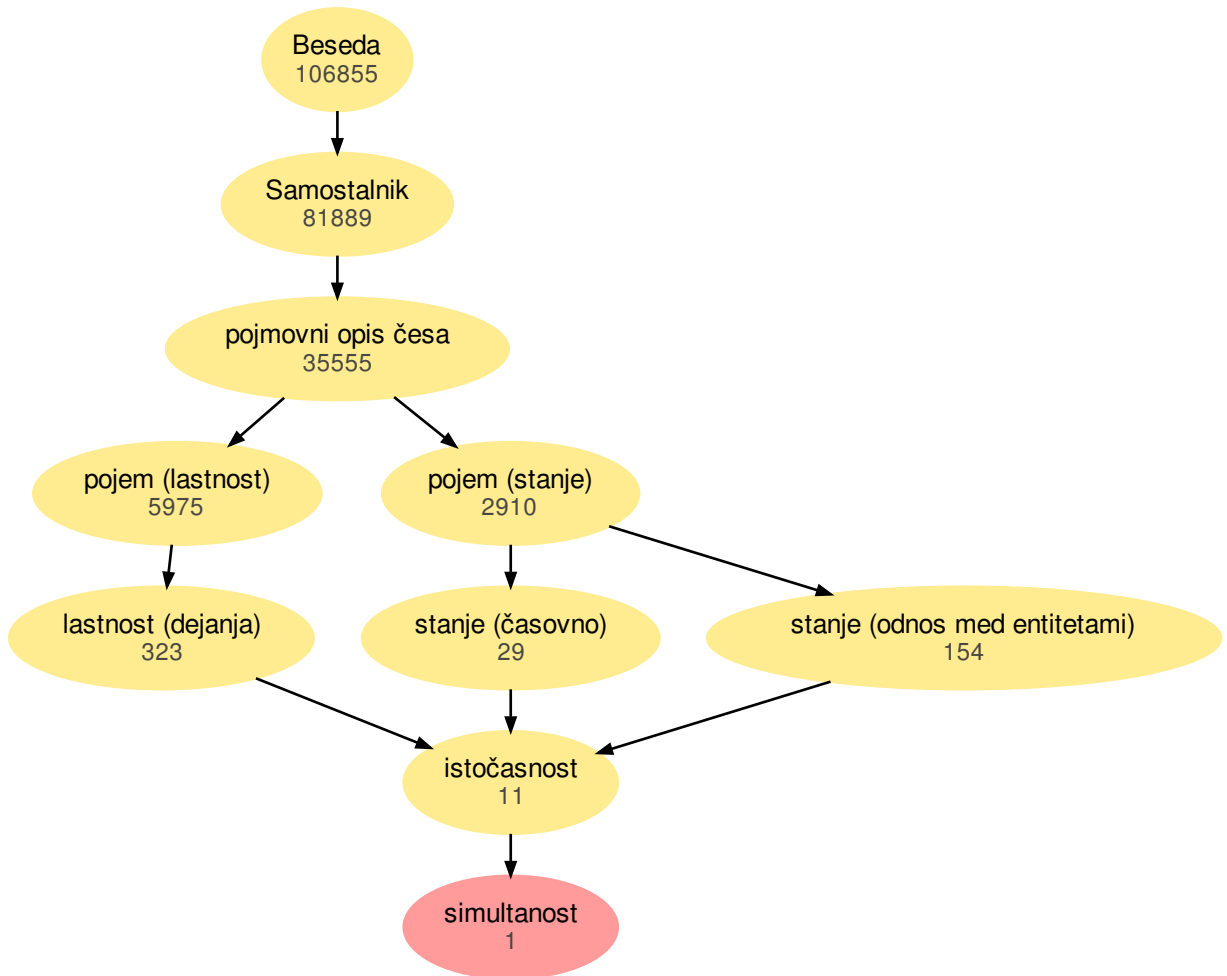 Beseda
106855
Samostalnik
81889
pojmovni opis česa
35555
pojem (lastnost)
5975
pojem (stanje)
2910
lastnost (dejanja)
323
stanje (časovno)
29
stanje (odnos med entitetami)
154
istočasnost
11
simultanost
1